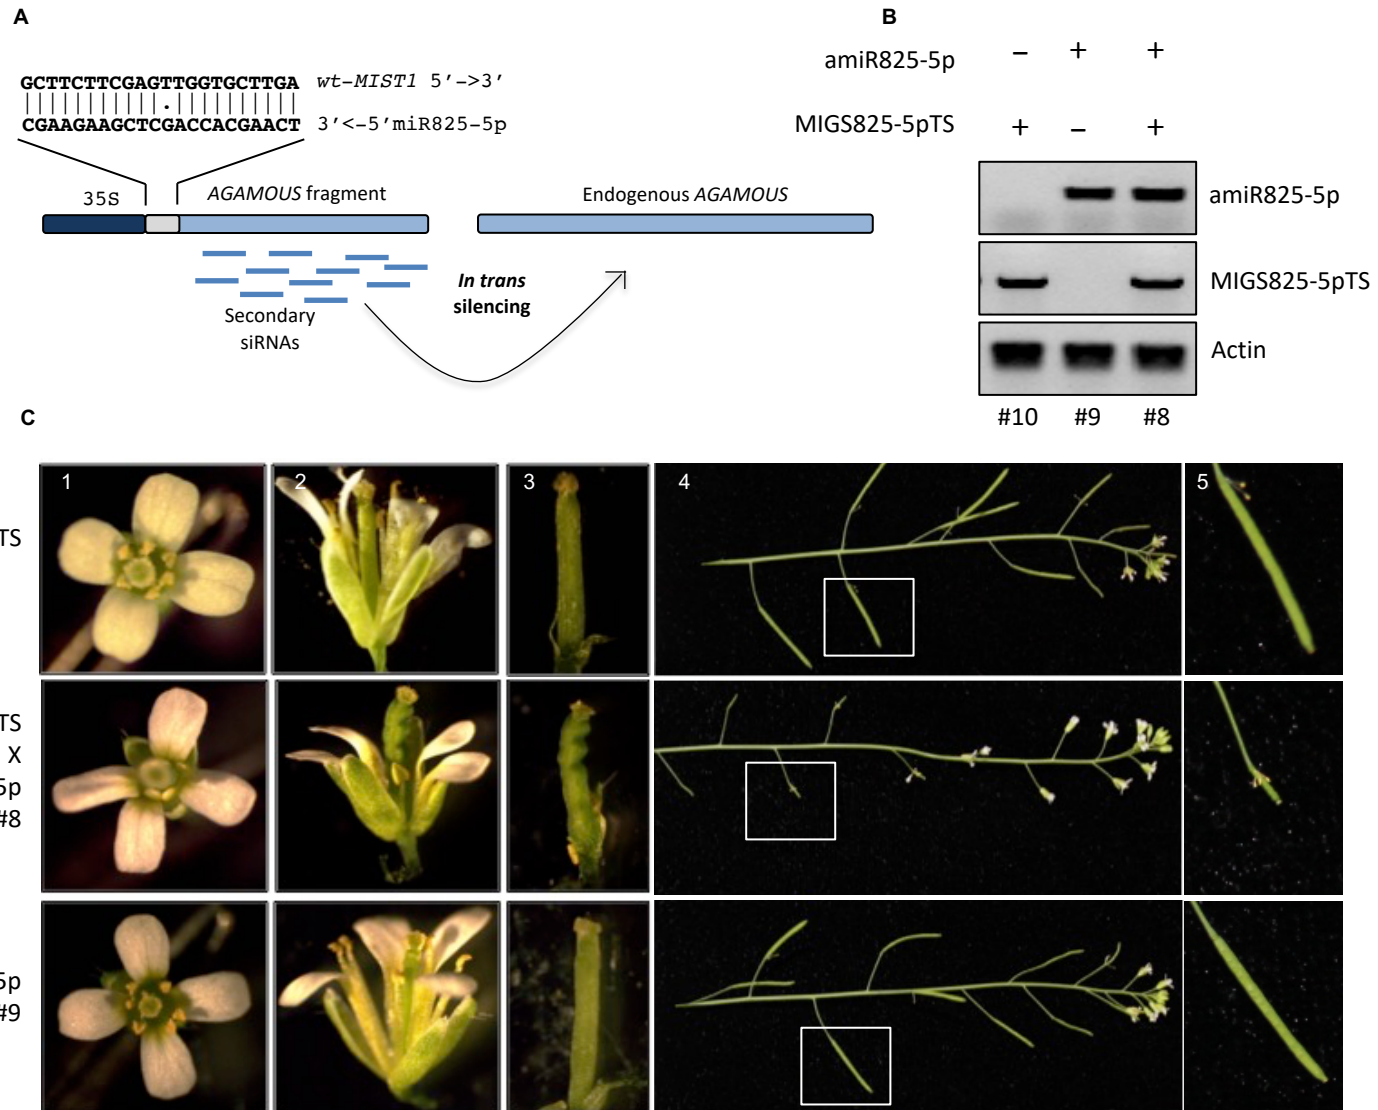 A
GCTTCTTCGAGTTGGTGCTTGA wt-MIST1 5'->3'
CGAAGAAGCTCGACCACGAACT 3'<-5'miR825-5p
35S
AGAMOUS fragment
Endogenous AGAMOUS
In trans
silencing
Secondary
siRNAs
B
amiR825-5p – + +
MIGS825-5pTS + – +
amiR825-5p
MIGS825-5pTS
Actin
#10 #9 #8
C
1 2 3 4 5
TS
TS
X
5p
#8
5p
#9